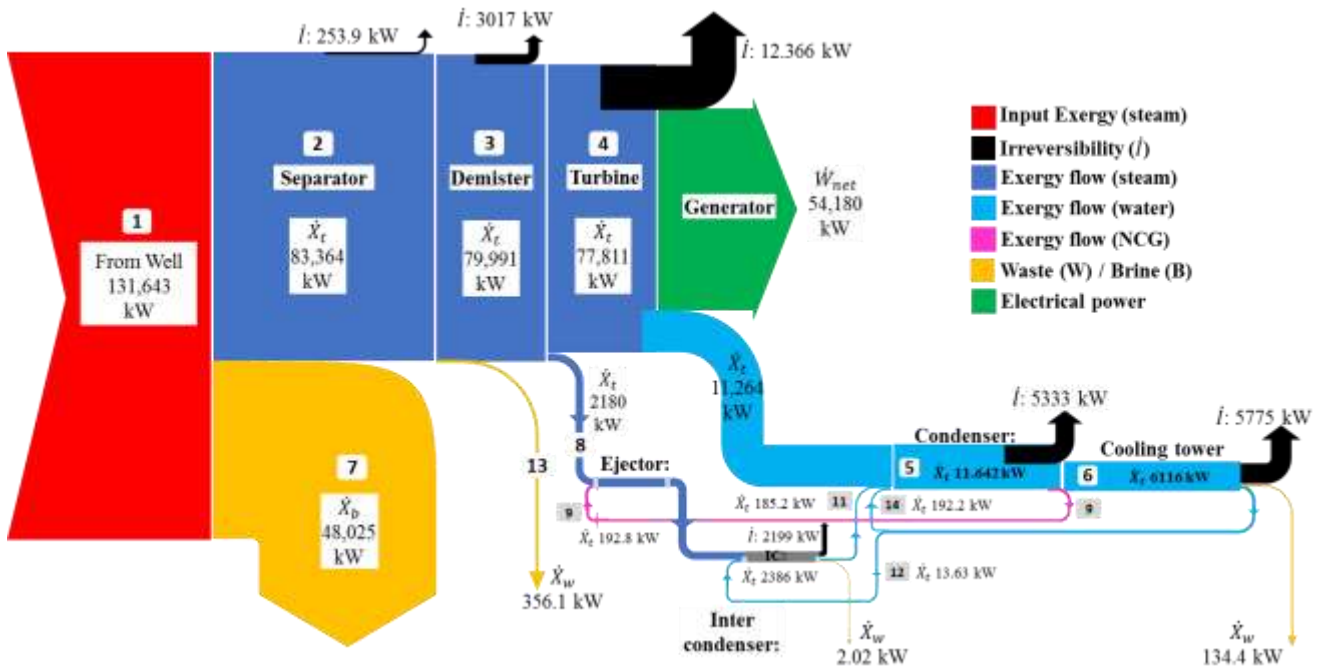 İ: 253.9 kW
İ: 3017 kW
İ: 12.366 kW
1
From Well
131,643
kW
2
Separator
Ẋt
83,364
kW
3
Demister
Ẋt
79,991
kW
4
Turbine
Ẋt
77,811
kW
Generator
Ẇnet
54,180
kW
Input Exergy (steam)
Irreversibility (İ)
Exergy flow (steam)
Exergy flow (water)
Exergy flow (NCG)
Waste (W) / Brine (B)
Electrical power
7
Ẋb
48,025
kW
13
Ẋw
356.1 kW
Ẋt
2180
kW
8
Ejector:
9
Ẋt 192.8 kW
Ẋt
11,264
kW
İ: 5333 kW
Condenser:
5
Ẋt 11.642 kW
İ: 5775 kW
Cooling tower
6
Ẋt 6116 kW
Ẋt 185.2 kW
11
14
Ẋt 192.2 kW
9
İ: 2199 kW
IC:
Ẋt 2386 kW
12
Ẋt 13.63 kW
Inter
condenser:
Ẋw
2.02 kW
Ẋw
134.4 kW